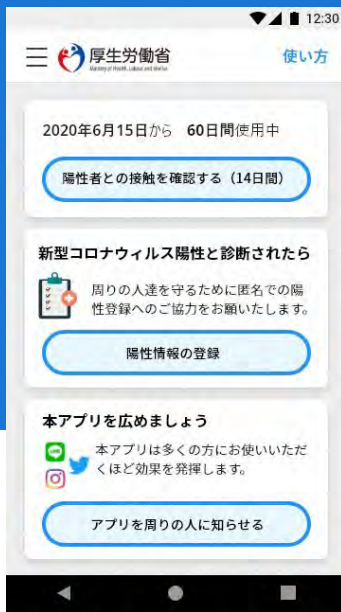 12:30
厚生労働省
Ministry of Health, Labour and Welfare
使い方
2020年6月15日から 60日間使用中
陽性者との接触を確認する（14日間）
新型コロナウィルス陽性と診断されたら
周りの人達を守るために匿名での陽
性登録へのご協力をお願いいたします。
陽性情報の登録
本アプリを広めましょう
LINE
本アプリは多くの方にお使いいただ
くほど効果を発揮します。
アプリを周りの人に知らせる